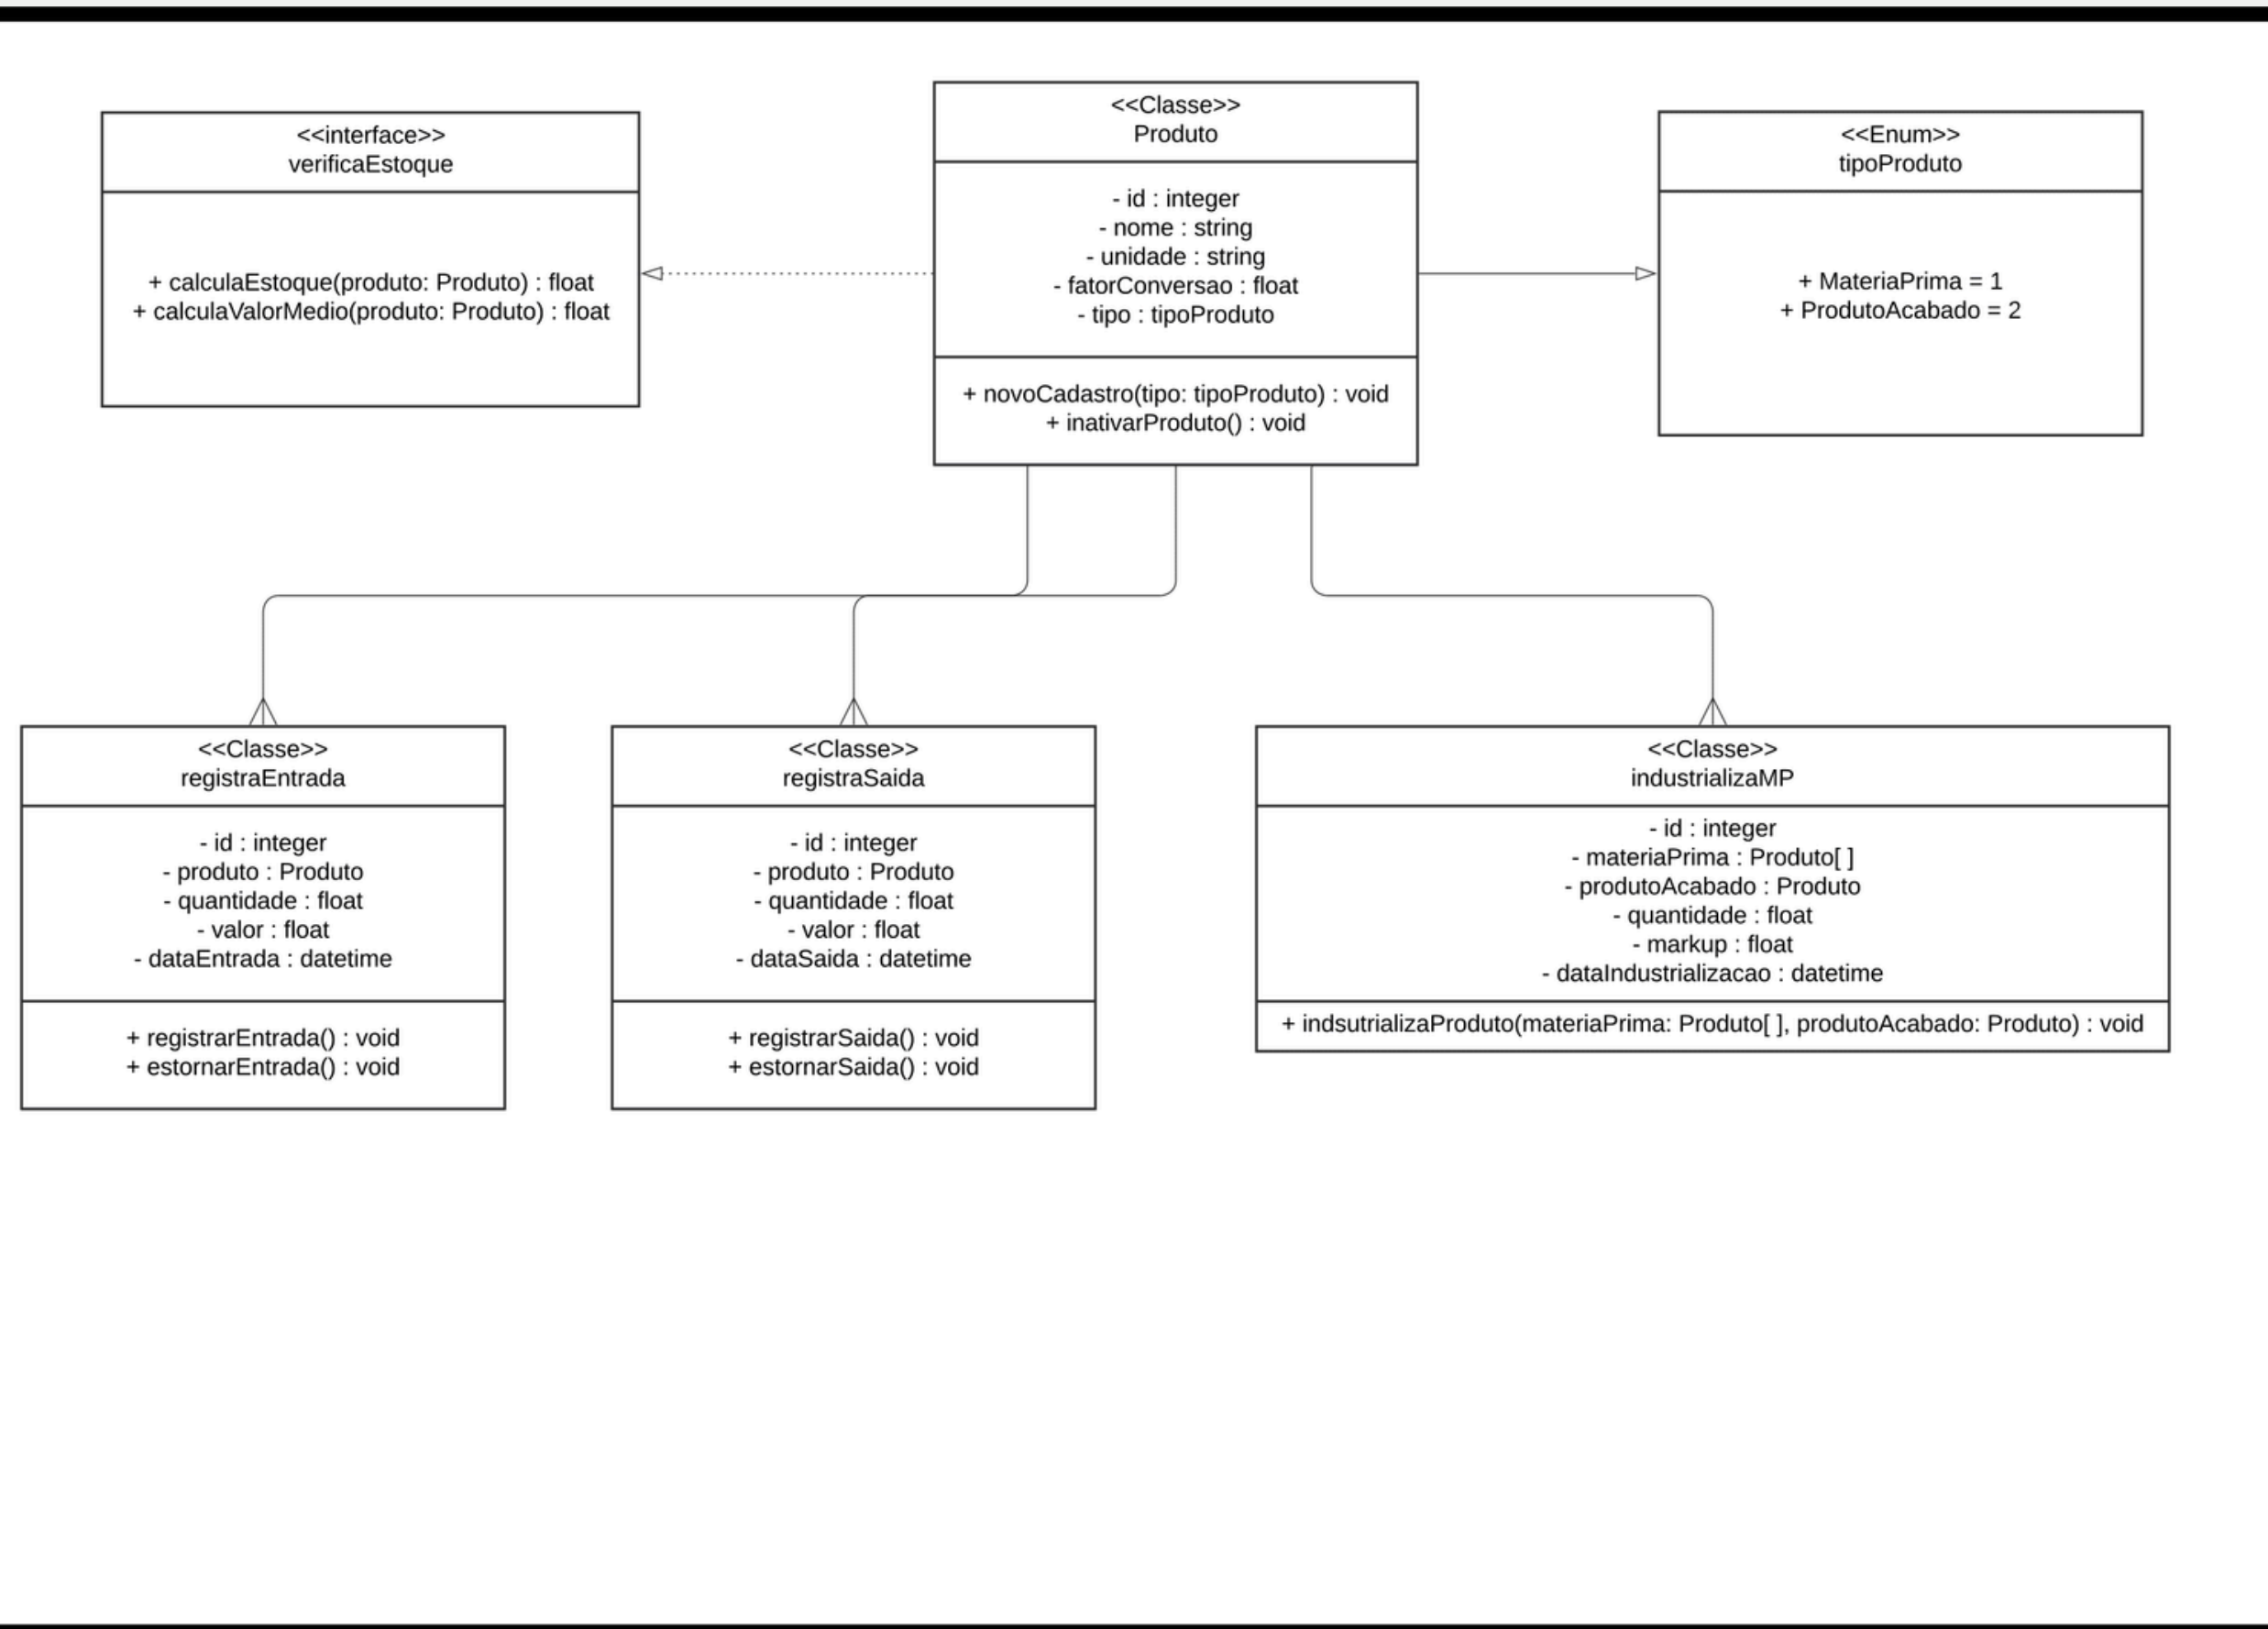 <<interface>>
verificaEstoque
+ calculaEstoque(produto: Produto) : float
+ calculaValorMedio(produto: Produto) : float
<<Classe>>
Produto
- id : integer
- nome : string
- unidade : string
- fatorConversao : float
- tipo : tipoProduto
+ novoCadastro(tipo: tipoProduto) : void
+ inativarProduto() : void
<<Enum>>
tipoProduto
+ MateriaPrima = 1
+ ProdutoAcabado = 2
<<Classe>>
registraEntrada
- id : integer
- produto : Produto
- quantidade : float
- valor : float
- dataEntrada : datetime
+ registrarEntrada() : void
+ estornarEntrada() : void
<<Classe>>
registraSaida
- id : integer
- produto : Produto
- quantidade : float
- valor : float
- dataSaida : datetime
+ registrarSaida() : void
+ estornarSaida() : void
<<Classe>>
industrializaMP
- id : integer
- materiaPrima : Produto[ ]
- produtoAcabado : Produto
- quantidade : float
- markup : float
- dataIndustrializacao : datetime
+ indsutrializaProduto(materiaPrima: Produto[ ], produtoAcabado: Produto) : void